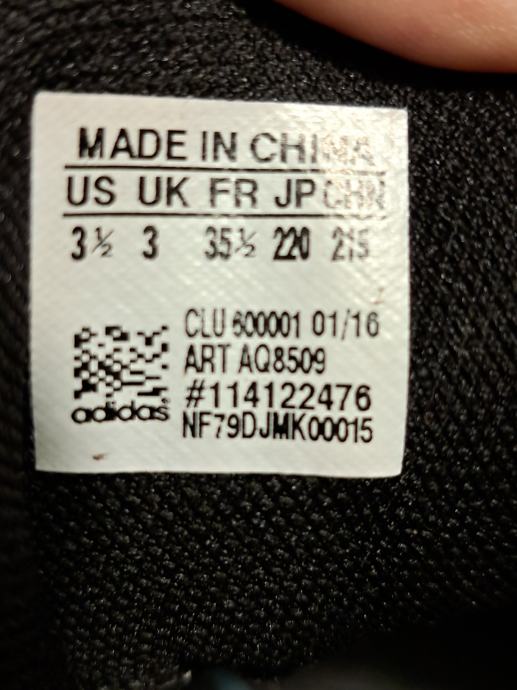 MADE IN CHINA
US UK FR JP CHN
3½ 3 35½ 220 215
CLU 600001 01/16
ART AQ8509
#114122476
adidas NF79DJMK00015